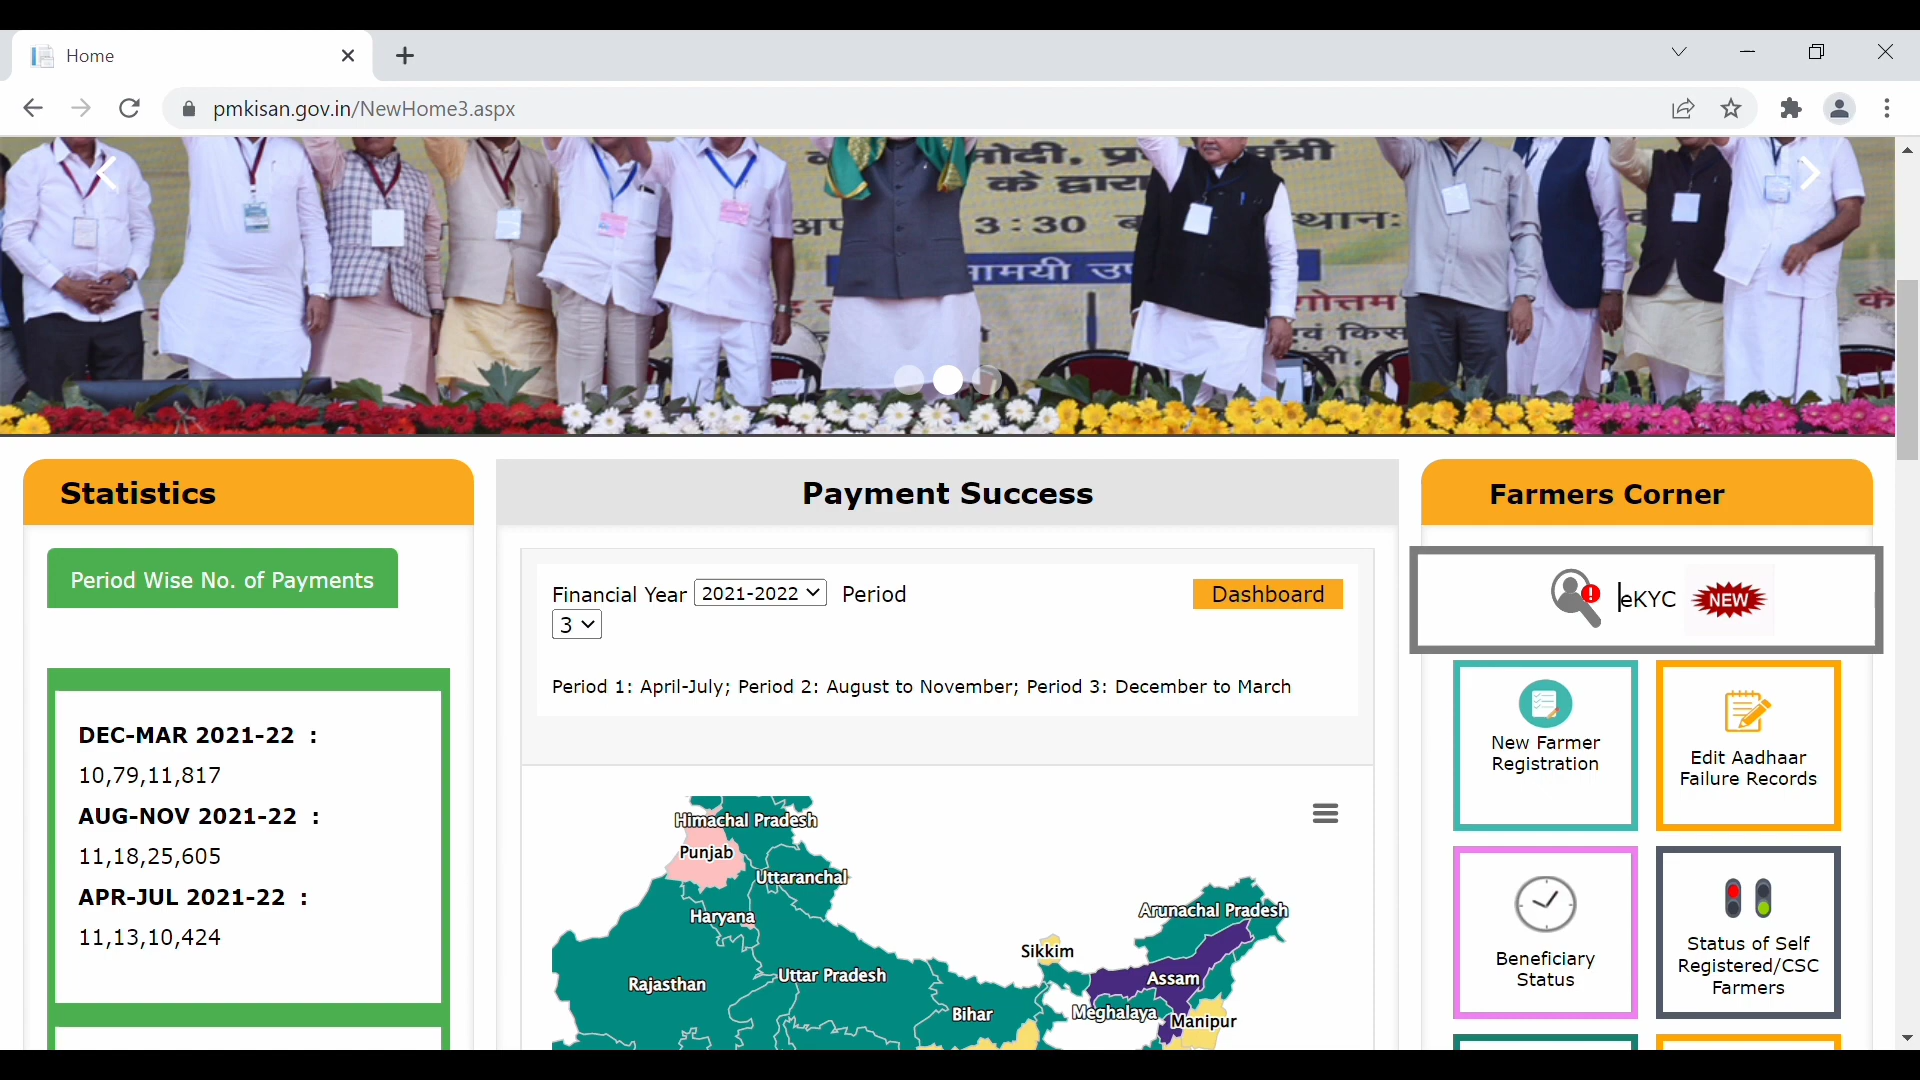 Home
pmkisan.gov.in/NewHome3.aspx
मोदी, प्र
मंत्री
के द्वारा
3:30
स्थान:
Statistics
Payment Success
Farmers Corner
Period Wise No. of Payments
Financial Year 2021-2022 Period
3
Dashboard
Period 1: April-July; Period 2: August to November; Period 3: December to March
eKYC NEW
New Farmer
Registration
Edit Aadhaar
Failure Records
DEC-MAR 2021-22 :
10,79,11,817
AUG-NOV 2021-22 :
11,18,25,605
APR-JUL 2021-22 :
11,13,10,424
Himachal Pradesh
Punjab
Uttaranchal
Haryana
Arunachal Pradesh
Sikkim
Uttar Pradesh
Rajasthan
Assam
Bihar
Meghalaya
Manipur
Beneficiary
Status
Status of Self
Registered/CSC
Farmers